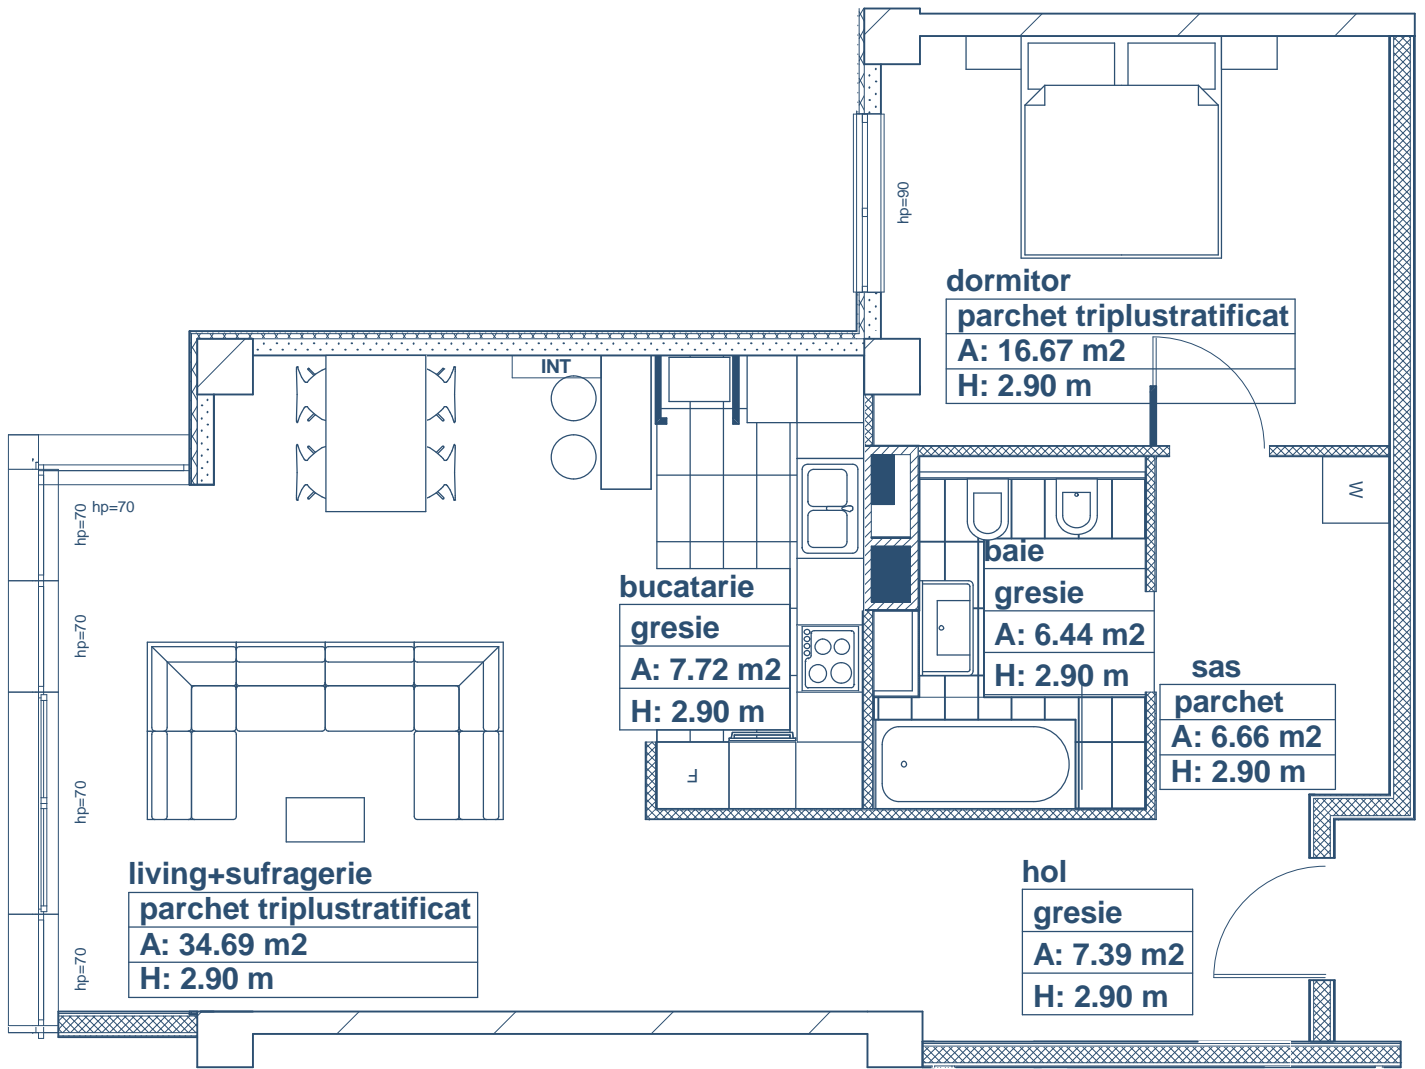 hp=90
dormitor
parchet triplustratificat
A: 16.67 m2
H: 2.90 m
INT
W
hp=70
hp=70
hp=70
hp=70
hp=70
bucatarie
gresie
A: 7.72 m2
H: 2.90 m
F
baie
gresie
A: 6.44 m2
H: 2.90 m
sas
parchet
A: 6.66 m2
H: 2.90 m
living+sufragerie
parchet triplustratificat
A: 34.69 m2
H: 2.90 m
hol
gresie
A: 7.39 m2
H: 2.90 m